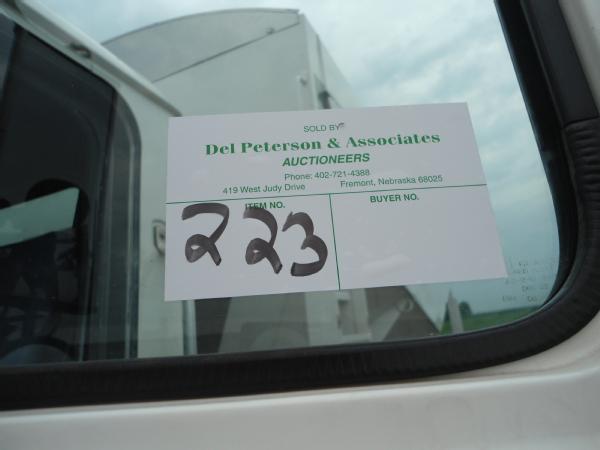 SOLD BY
Del Peterson & Associates
AUCTIONEERS
Phone: 402-721-4388
419 West Judy Drive Fremont, Nebraska 68025
ITEM NO. BUYER NO.
223